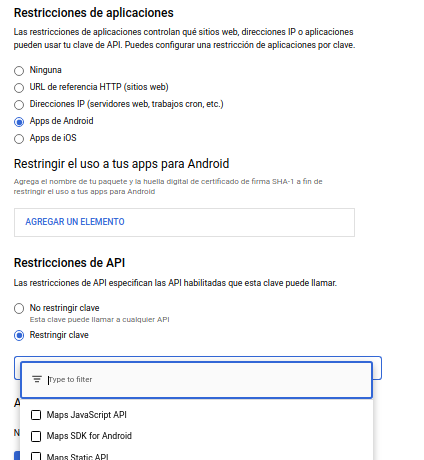 Restricciones de aplicaciones
Las restricciones de aplicaciones controlan qué sitios web, direcciones IP o aplicaciones
pueden usar tu clave de API. Puedes configurar una restricción de aplicaciones por clave.
Ninguna
URL de referencia HTTP (sitios web)
Direcciones IP (servidores web, trabajos cron, etc.)
Apps de Android
Apps de iOS
Restringir el uso a tus apps para Android
Agrega el nombre de tu paquete y la huella digital de certificado de firma SHA-1 a fin de
restringir el uso a tus apps para Android
AGREGAR UN ELEMENTO
Restricciones de API
Las restricciones de API especifican las API habilitadas que esta clave puede llamar.
No restringir clave
Esta clave puede llamar a cualquier API
Restringir clave
Type to filter
Maps JavaScript API
Maps SDK for Android
Maps Static API